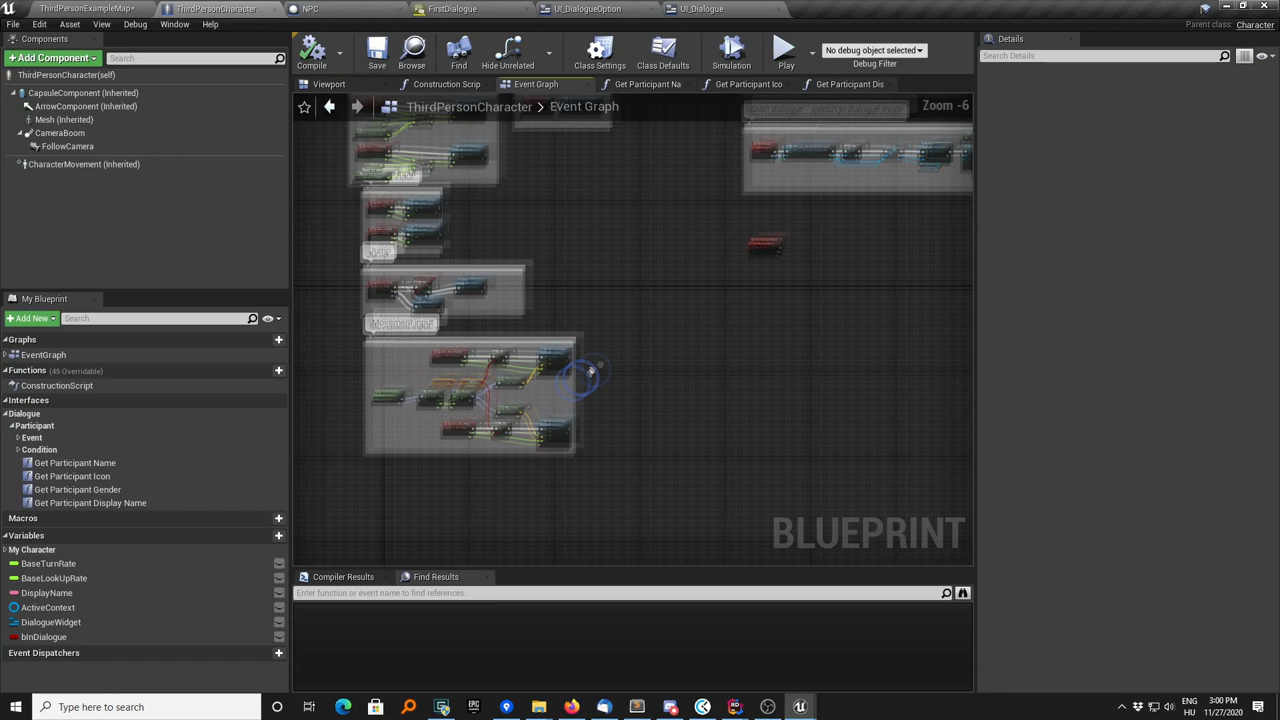 ThirdPersonExampleMap*
ThirdPersonCharacter
NPC
FirstDialogue
UI_DialogueOption
UI_Dialogue
File Edit Asset View Debug Window Help
Parent class: Character
Components
+ Add Component
Search
ThirdPersonCharacter(self)
CapsuleComponent (Inherited)
ArrowComponent (Inherited)
Mesh (Inherited)
CameraBoom
FollowCamera
CharacterMovement (Inherited)
My Blueprint
+ Add New
Search
Graphs
EventGraph
Functions (45 Overridable)
ConstructionScript
Interfaces
Dialogue
Participant
Event
Condition
Get Participant Name
Get Participant Icon
Get Participant Gender
Get Participant Display Name
Macros
Variables
My Character
BaseTurnRate
BaseLookUpRate
DisplayName
ActiveContext
DialogueWidget
bInDialogue
Event Dispatchers
Compile Save Browse Find Hide Unrelated Class Settings Class Defaults Simulation Play
No debug object selected
Debug Filter
Viewport Construction Scrip Event Graph Get Participant Na Get Participant Ico Get Participant Dis
ThirdPersonCharacter > Event Graph
Zoom -6
Jump
Movement input
BLUEPRINT
Compiler Results Find Results
Enter function or event name to find references...
Details
Search Details
Type here to search
ENG
HU
3:00 PM
11/27/2020